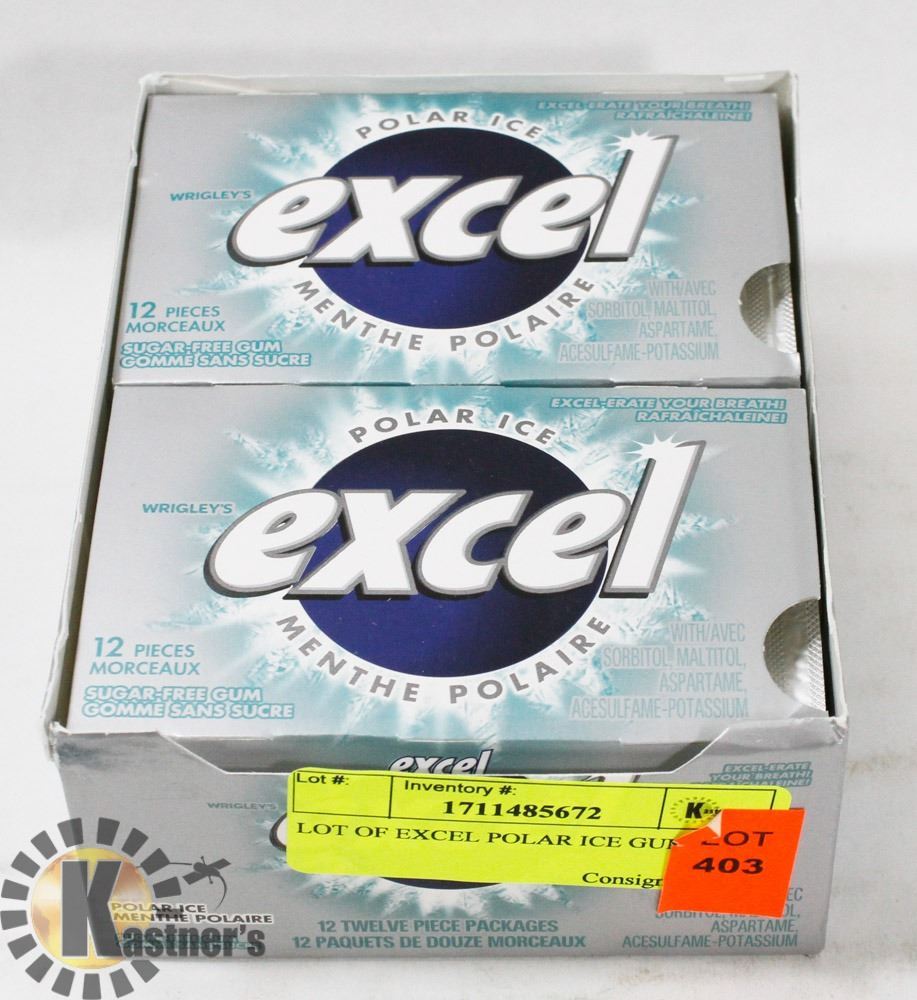 EXCEL-ERATE YOUR BREATH!
RAFRAÎCHALEINE!
POLAR ICE
WRIGLEY'S
excel
MENTHE POLAIRE
12 PIECES
MORCEAUX
SUGAR-FREE GUM
GOMME SANS SUCRE
WITH/AVEC
SORBITOL, MALTITOL,
ASPARTAME,
ACESULFAME-POTASSIUM
EXCEL-ERATE YOUR BREATH!
RAFRAÎCHALEINE!
POLAR ICE
WRIGLEY'S
excel
MENTHE POLAIRE
12 PIECES
MORCEAUX
SUGAR-FREE GUM
GOMME SANS SUCRE
WITH/AVEC
SORBITOL, MALTITOL,
ASPARTAME,
ACESULFAME-POTASSIUM
excel
EXCEL-ERATE
YOUR BREATH!
WRIGLEY'S
Lot #:
Inventory #:
1711485672
LOT OF EXCEL POLAR ICE
LOT
403
POLAR ICE
MENTHE POLAIRE
Kastner's
12 TWELVE PIECE PACKAGES
12 PAQUETS DE DOUZE MORCEAUX
ASPARTAME,
ACESULFAME-POTASSIUM